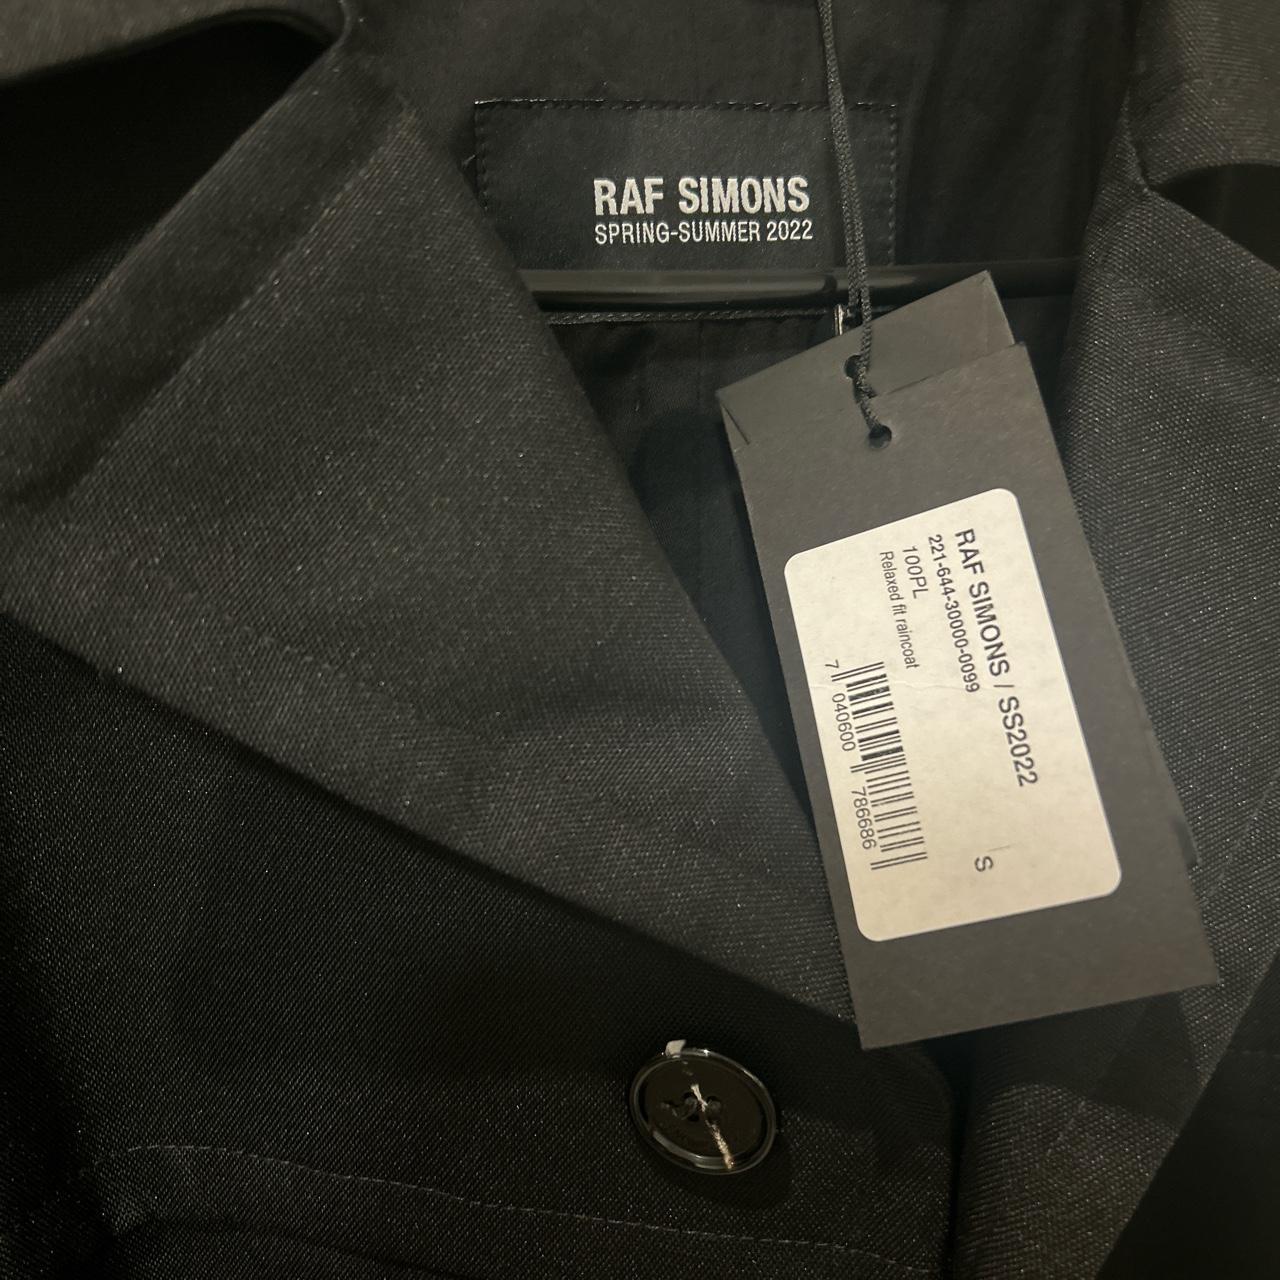 RAF SIMONS
SPRING-SUMMER 2022
RAF SIMONS / SS2022
221-644-30000-0099
100PL
Relaxed fit raincoat
S
7 040600 786686